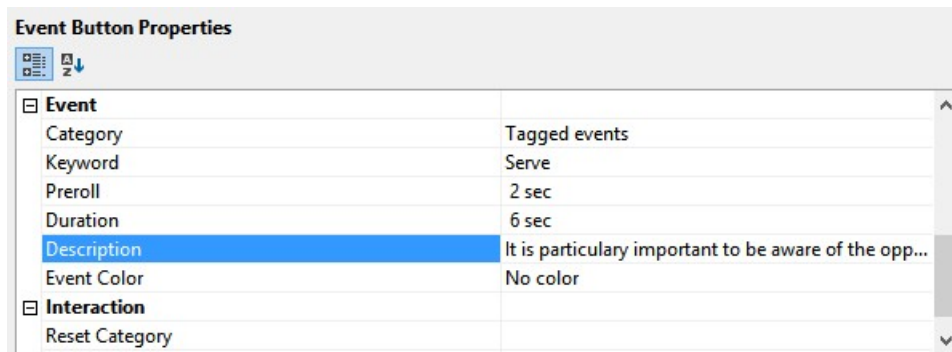 Event Button Properties
Event
Category Tagged events
Keyword Serve
Preroll 2 sec
Duration 6 sec
Description It is particulary important to be aware of the opp...
Event Color No color
Interaction
Reset Category